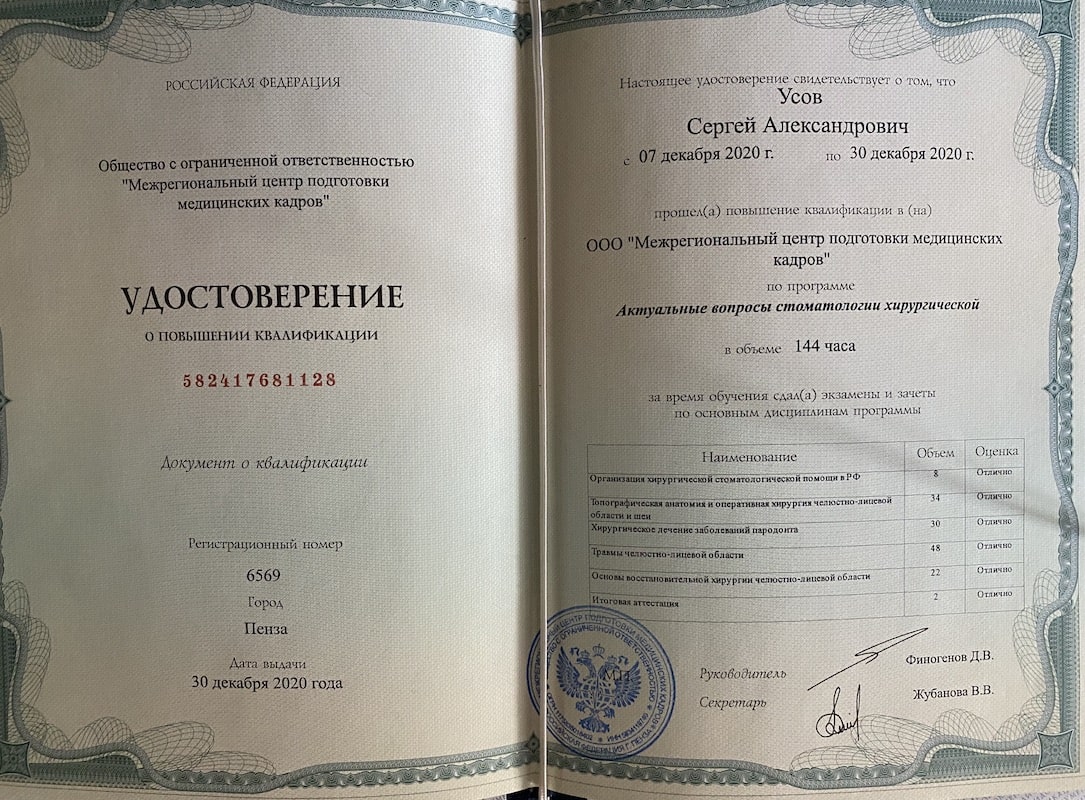 РОССИЙСКАЯ ФЕДЕРАЦИЯ
Общество с ограниченной ответственностью
"Межрегиональный центр подготовки
медицинских кадров"
УДОСТОВЕРЕНИЕ
О ПОВЫШЕНИИ КВАЛИФИКАЦИИ
582417681128
Документ о квалификации
Регистрационный номер
6569
Город
Пенза
Дата выдачи
30 декабря 2020 года
Настоящее удостоверение свидетельствует о том, что
Усов
Сергей Александрович
с 07 декабря 2020 г. по 30 декабря 2020 г.
прошел(а) повышение квалификации в (на)
ООО "Межрегиональный центр подготовки медицинских
кадров"
по программе
Актуальные вопросы стоматологии хирургической
в объеме 144 часа
за время обучения сдал(а) экзамены и зачеты
по основным дисциплинам программы
Наименование Объем Оценка
Организация хирургической стоматологической помощи в РФ 8 Отлично
Топографическая анатомия и оперативная хирургия челюстно-лицевой
области и шеи 34 Отлично
Хирургическое лечение заболеваний пародонта 30 Отлично
Травмы челюстно-лицевой области 48 Отлично
Основы восстановительной хирургии челюстно-лицевой области 22 Отлично
Итоговая аттестация 2 Отлично
М.П.
Руководитель Финогенов Д.В.
Секретарь Жубанова В.В.
ЦЕНТР ПОДГОТОВКИ МЕДИЦИНСКИХ КАДРОВ
ОГРАНИЧЕННОЙ ОТВЕТСТВЕННОСТЬЮ